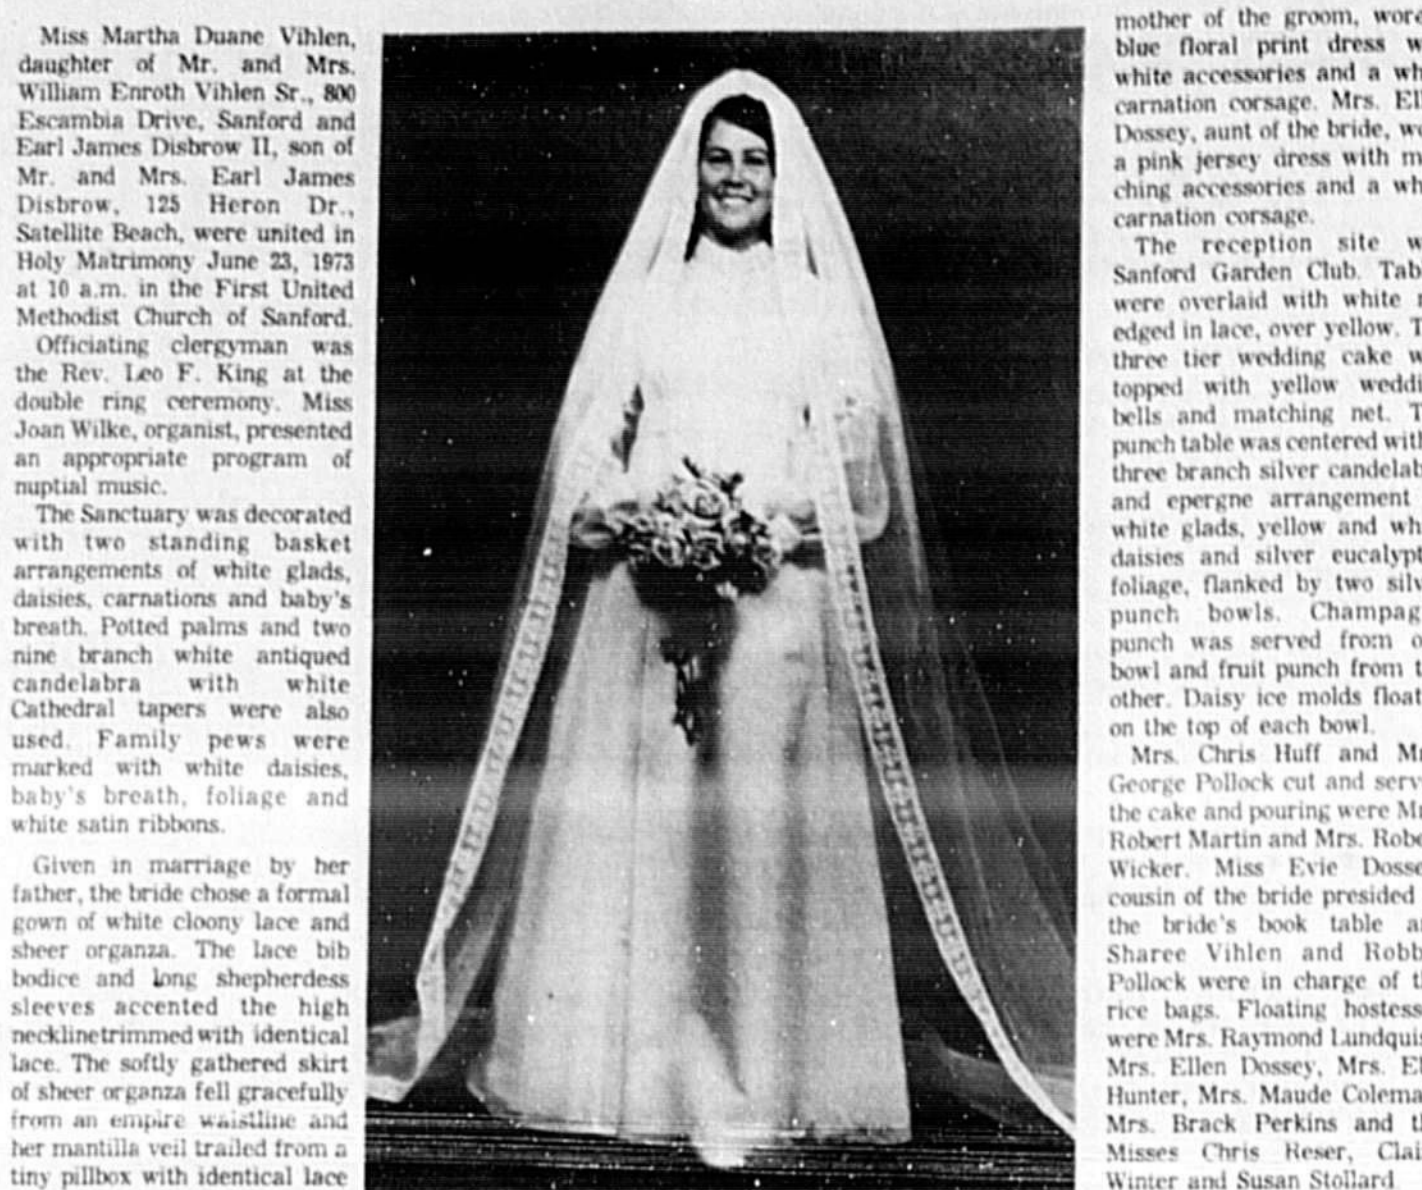 Miss Martha Duane Vihlen,
daughter of Mr. and Mrs.
William Enroth Vihlen Sr., 800
Escambia Drive, Sanford and
Earl James Disbrow II, son of
Mr. and Mrs. Earl James
Disbrow, 125 Heron Dr.,
Satellite Beach, were united in
Holy Matrimony June 23, 1973
at 10 a.m. in the First United
Methodist Church of Sanford.
Officiating clergyman was
the Rev. Leo F. King at the
double ring ceremony. Miss
Joan Wilke, organist, presented
an appropriate program of
nuptial music.
The Sanctuary was decorated
with two standing basket
arrangements of white glads,
daisies, carnations and baby's
breath. Potted palms and two
nine branch white antiqued
candelabra with white
Cathedral tapers were also
used. Family pews were
marked with white daisies,
baby's breath, foliage and
white satin ribbons.
Given in marriage by her
father, the bride chose a formal
gown of white cloony lace and
sheer organza. The lace bib
bodice and long shepherdess
sleeves accented the high
necklinetrimmed with identical
lace. The softly gathered skirt
of sheer organza fell gracefully
from an empire waistline and
her mantilla veil trailed from a
tiny pillbox with identical lace
mother of the groom, wore
blue floral print dress
white accessories and a
carnation corsage. Mrs.
Dossey, aunt of the bride,
a pink jersey dress with
ching accessories and a
carnation corsage.
The reception site
Sanford Garden Club.
were overlaid with white
edged in lace, over yellow.
three tier wedding cake
topped with yellow
bells and matching net.
punch table was centered
three branch silver
and epergne arrangement
white glads, yellow and
daisies and silver
foliage, flanked by two
punch bowls.
punch was served from
bowl and fruit punch from
other. Daisy ice molds
on the top of each bowl.
Mrs. Chris Huff and
George Pollock cut and
the cake and pouring were
Robert Martin and Mrs.
Wicker. Miss Evie
cousin of the bride presided
the bride's book table
Sharee Vihlen and
Pollock were in charge of
rice bags. Floating
were Mrs. Raymond
Mrs. Ellen Dossey, Mrs.
Hunter, Mrs. Maude
Mrs. Brack Perkins and
Misses Chris Reser,
Winter and Susan Stollard